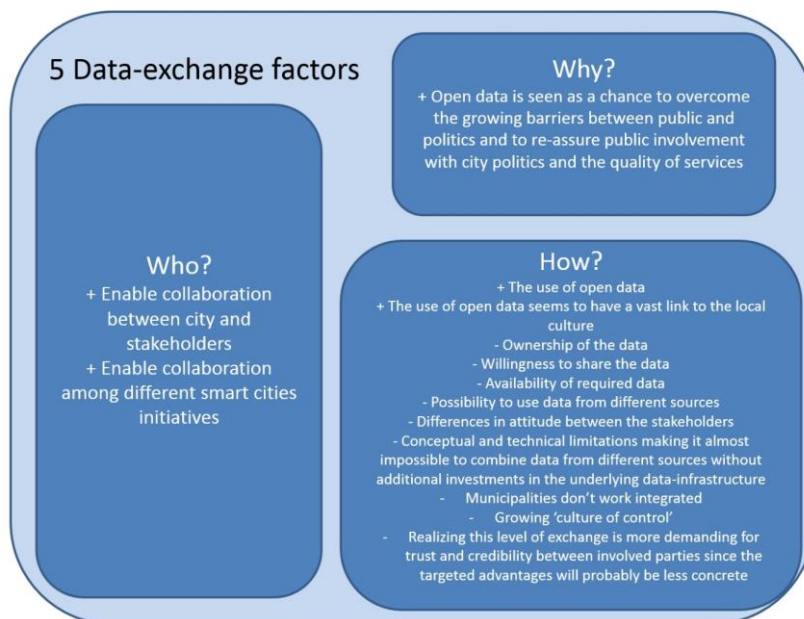 5 Data-exchange factors
Why?
+ Open data is seen as a chance to overcome
the growing barriers between public and
politics and to re-assure public involvement
with city politics and the quality of services
Who?
+ Enable collaboration
between city and
stakeholders
+ Enable collaboration
among different smart cities
initiatives
How?
+ The use of open data
+ The use of open data seems to have a vast link to the local
culture
- Ownership of the data
- Willingness to share the data
- Availability of required data
- Possibility to use data from different sources
- Differences in attitude between the stakeholders
- Conceptual and technical limitations making it almost
impossible to combine data from different sources without
additional investments in the underlying data-infrastructure
- Municipalities don't work integrated
- Growing 'culture of control'
- Realizing this level of exchange is more demanding for
trust and credibility between involved parties since the
targeted advantages will probably be less concrete